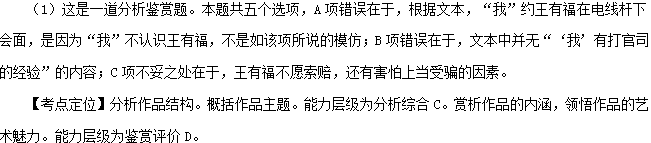 （1）这是一道分析鉴赏题。本题共五个选项，A 项错误在于，根据文本，“我”约王有福在电线杆下
会面，是因为“我”不认识王有福，不是如该项所说的模仿；B 项错误在于，文本中并无“‘我’有打官司
的经验”的内容；C 项不妥之处在于，王有福不愿索赔，还有害怕上当受骗的因素。
【考点定位】分析作品结构。概括作品主题。能力层级为分析综合 C。赏析作品的内涵，领悟作品的艺
术魅力。能力层级为鉴赏评价 D。